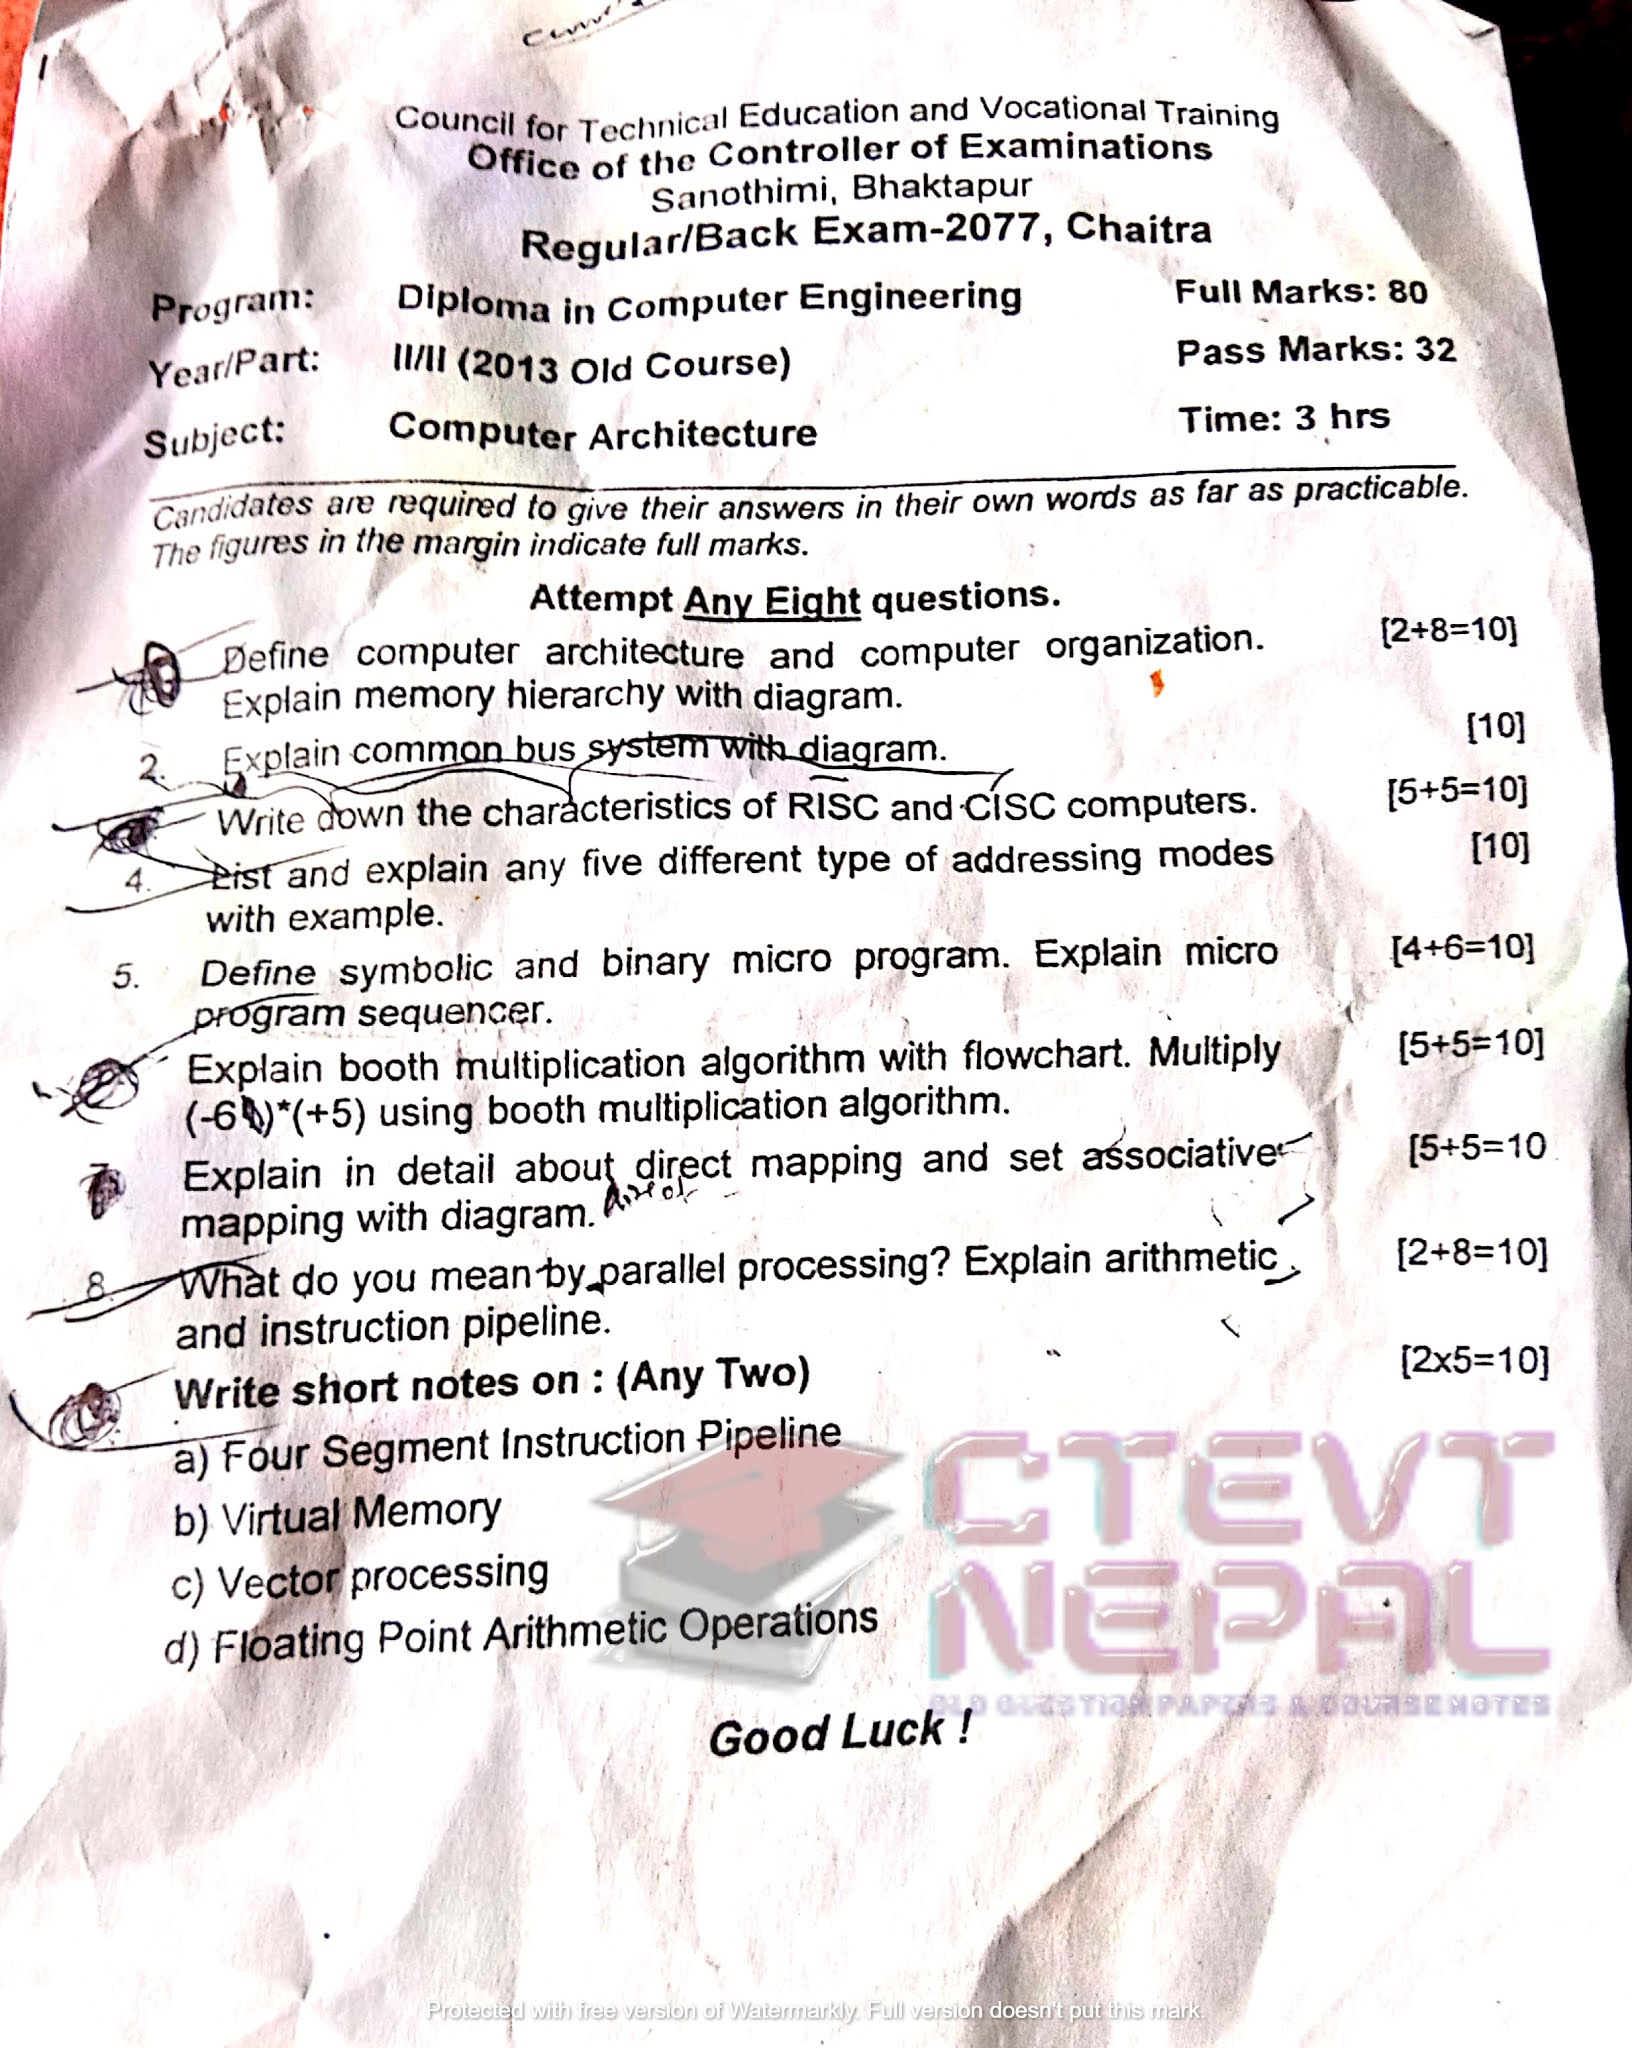 Council for Technical Education and Vocational Training
Office of the Controller of Examinations
Sanothimi, Bhaktapur
Regular/Back Exam-2077, Chaitra
Program: Diploma in Computer Engineering Full Marks: 80
Year/Part: II/II (2013 Old Course) Pass Marks: 32
Subject: Computer Architecture Time: 3 hrs
Candidates are required to give their answers in their own words as far as practicable.
The figures in the margin indicate full marks.
Attempt Any Eight questions.
Define computer architecture and computer organization. [2+8=10]
Explain memory hierarchy with diagram.
2. Explain common bus system with diagram. [10]
Write down the characteristics of RISC and CISC computers. [5+5=10]
4. List and explain any five different type of addressing modes [10]
with example.
5. Define symbolic and binary micro program. Explain micro [4+6=10]
program sequencer.
Explain booth multiplication algorithm with flowchart. Multiply [5+5=10]
(-6)*(+5) using booth multiplication algorithm.
7. Explain in detail about direct mapping and set associative [5+5=10
mapping with diagram.
8. What do you mean by parallel processing? Explain arithmetic [2+8=10]
and instruction pipeline.
Write short notes on : (Any Two) [2x5=10]
a) Four Segment Instruction Pipeline
b) Virtual Memory
c) Vector processing
d) Floating Point Arithmetic Operations
CTEVT
NEPAL
OLD QUESTION PAPERS & COURSE NOTES
Good Luck !
Protected with free version of Watermarkly. Full version doesn't put this mark.